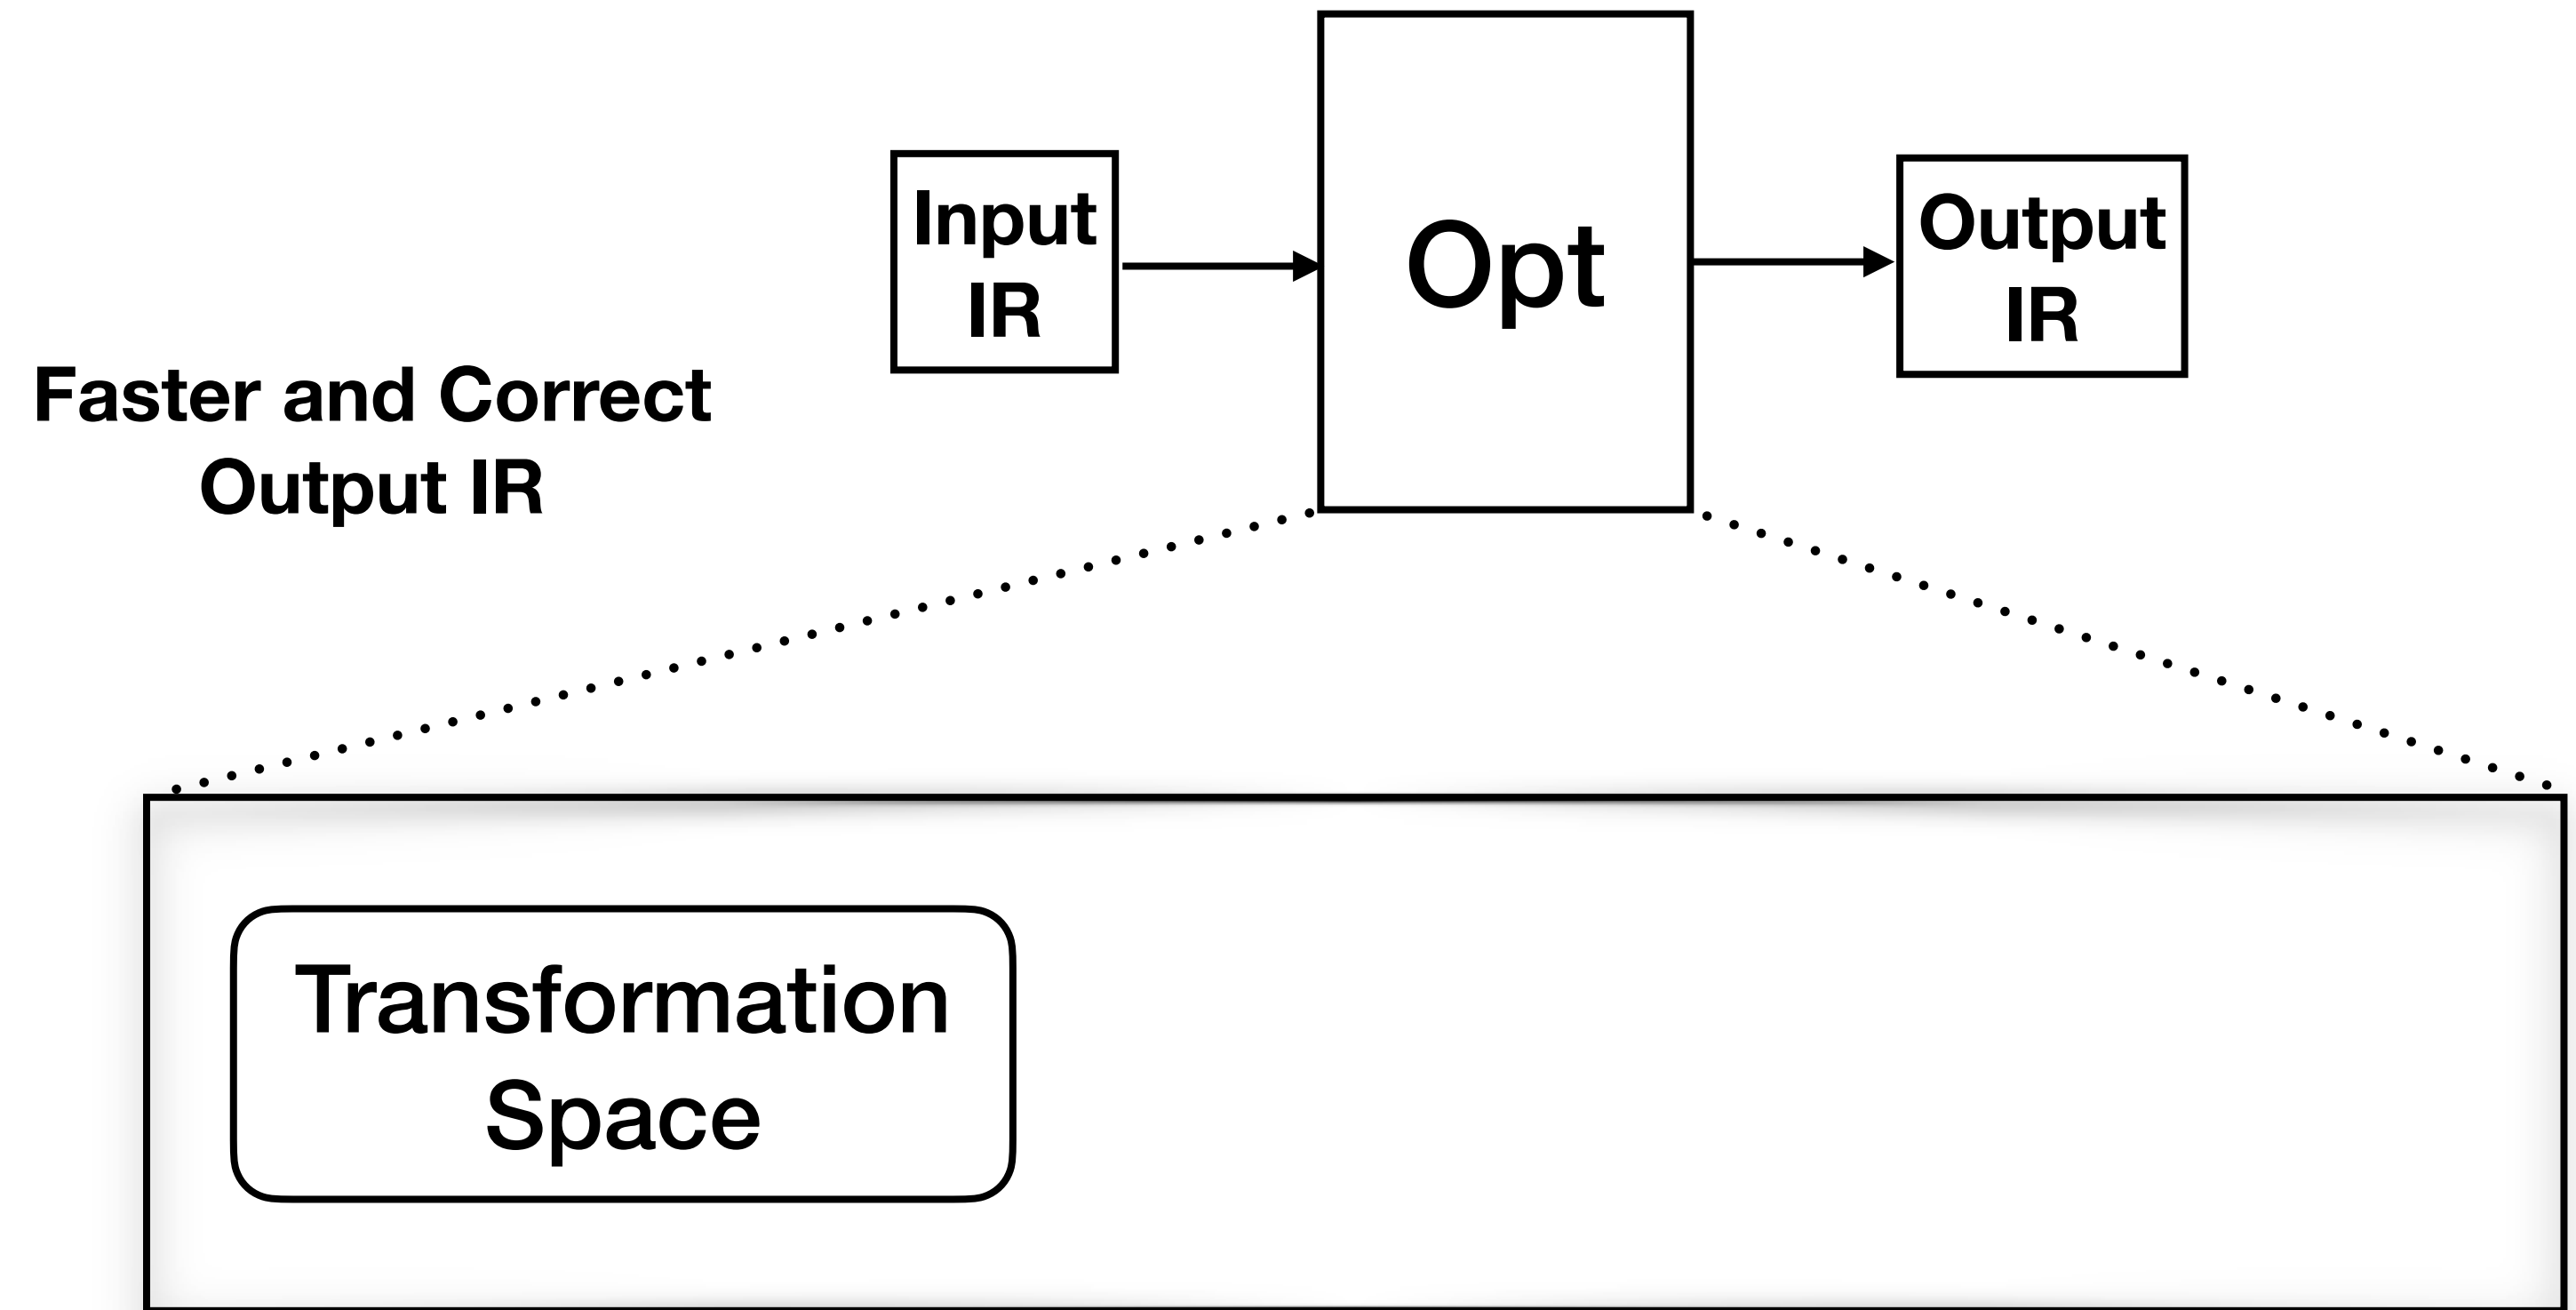 Input
IR
Opt
Output
IR
Faster and Correct
Output IR
Transformation
Space